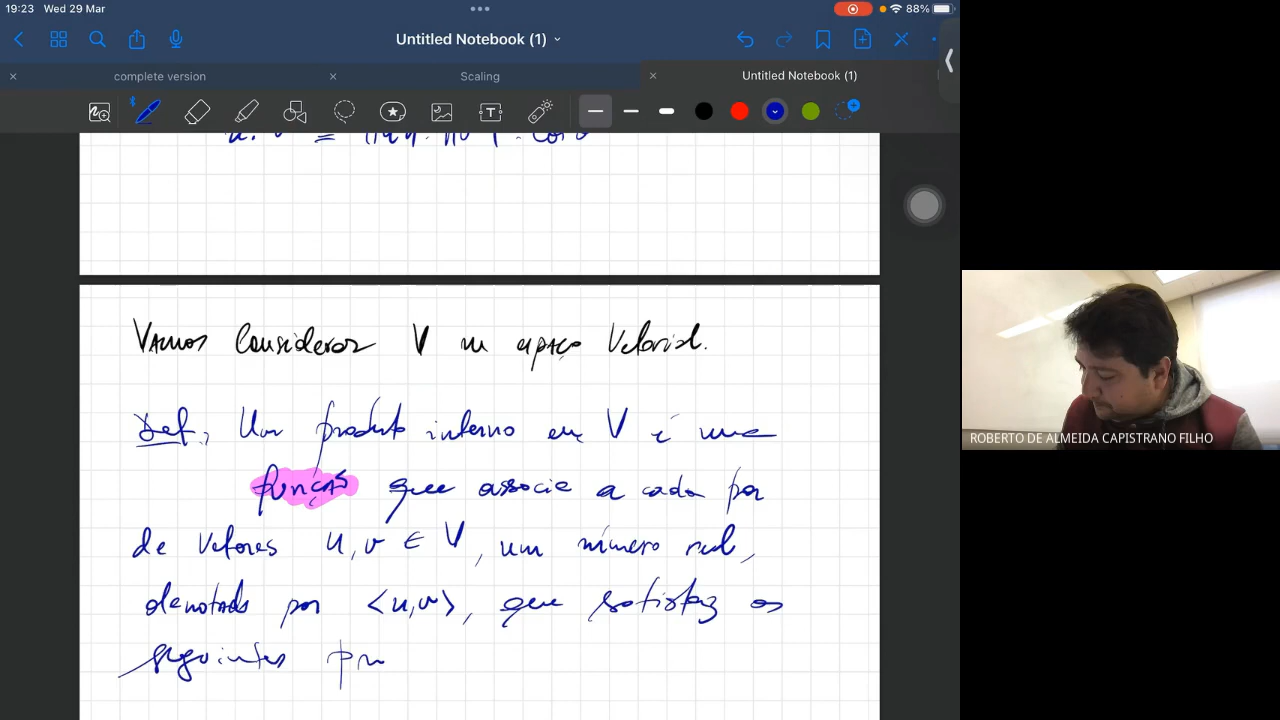 19:23 Wed 29 Mar
88%
Untitled Notebook (1)
complete version
Scaling
Untitled Notebook (1)
Vamos Considerar V um espaço Vetorial.
Def: Um produto interno em V é uma
função que associe a cada par
de vetores u, v ∈ V, um número real,
denotado por <u,v>, que satisfaz as
seguintes pr
ROBERTO DE ALMEIDA CAPISTRANO FILHO